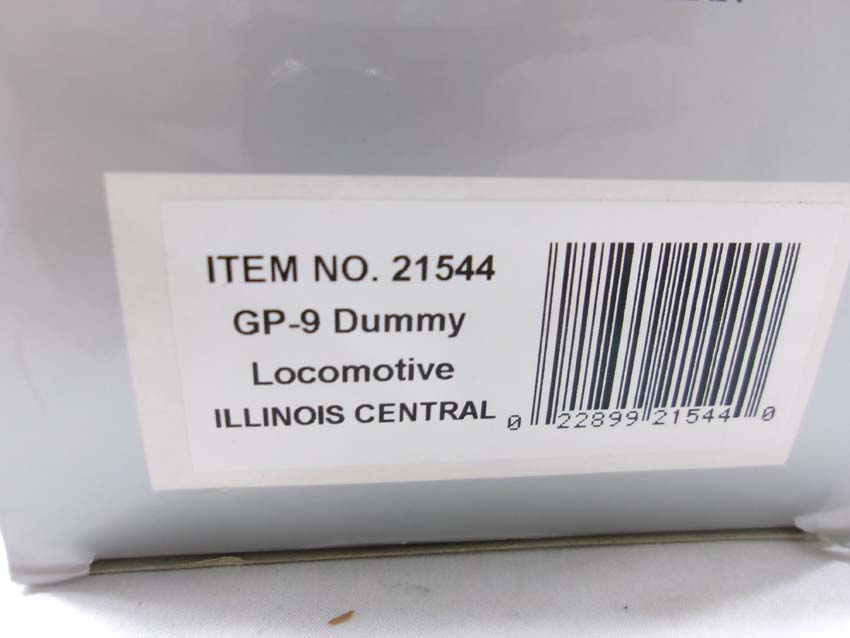 ITEM NO. 21544
GP-9 Dummy
Locomotive
ILLINOIS CENTRAL
0 22899 21544 0